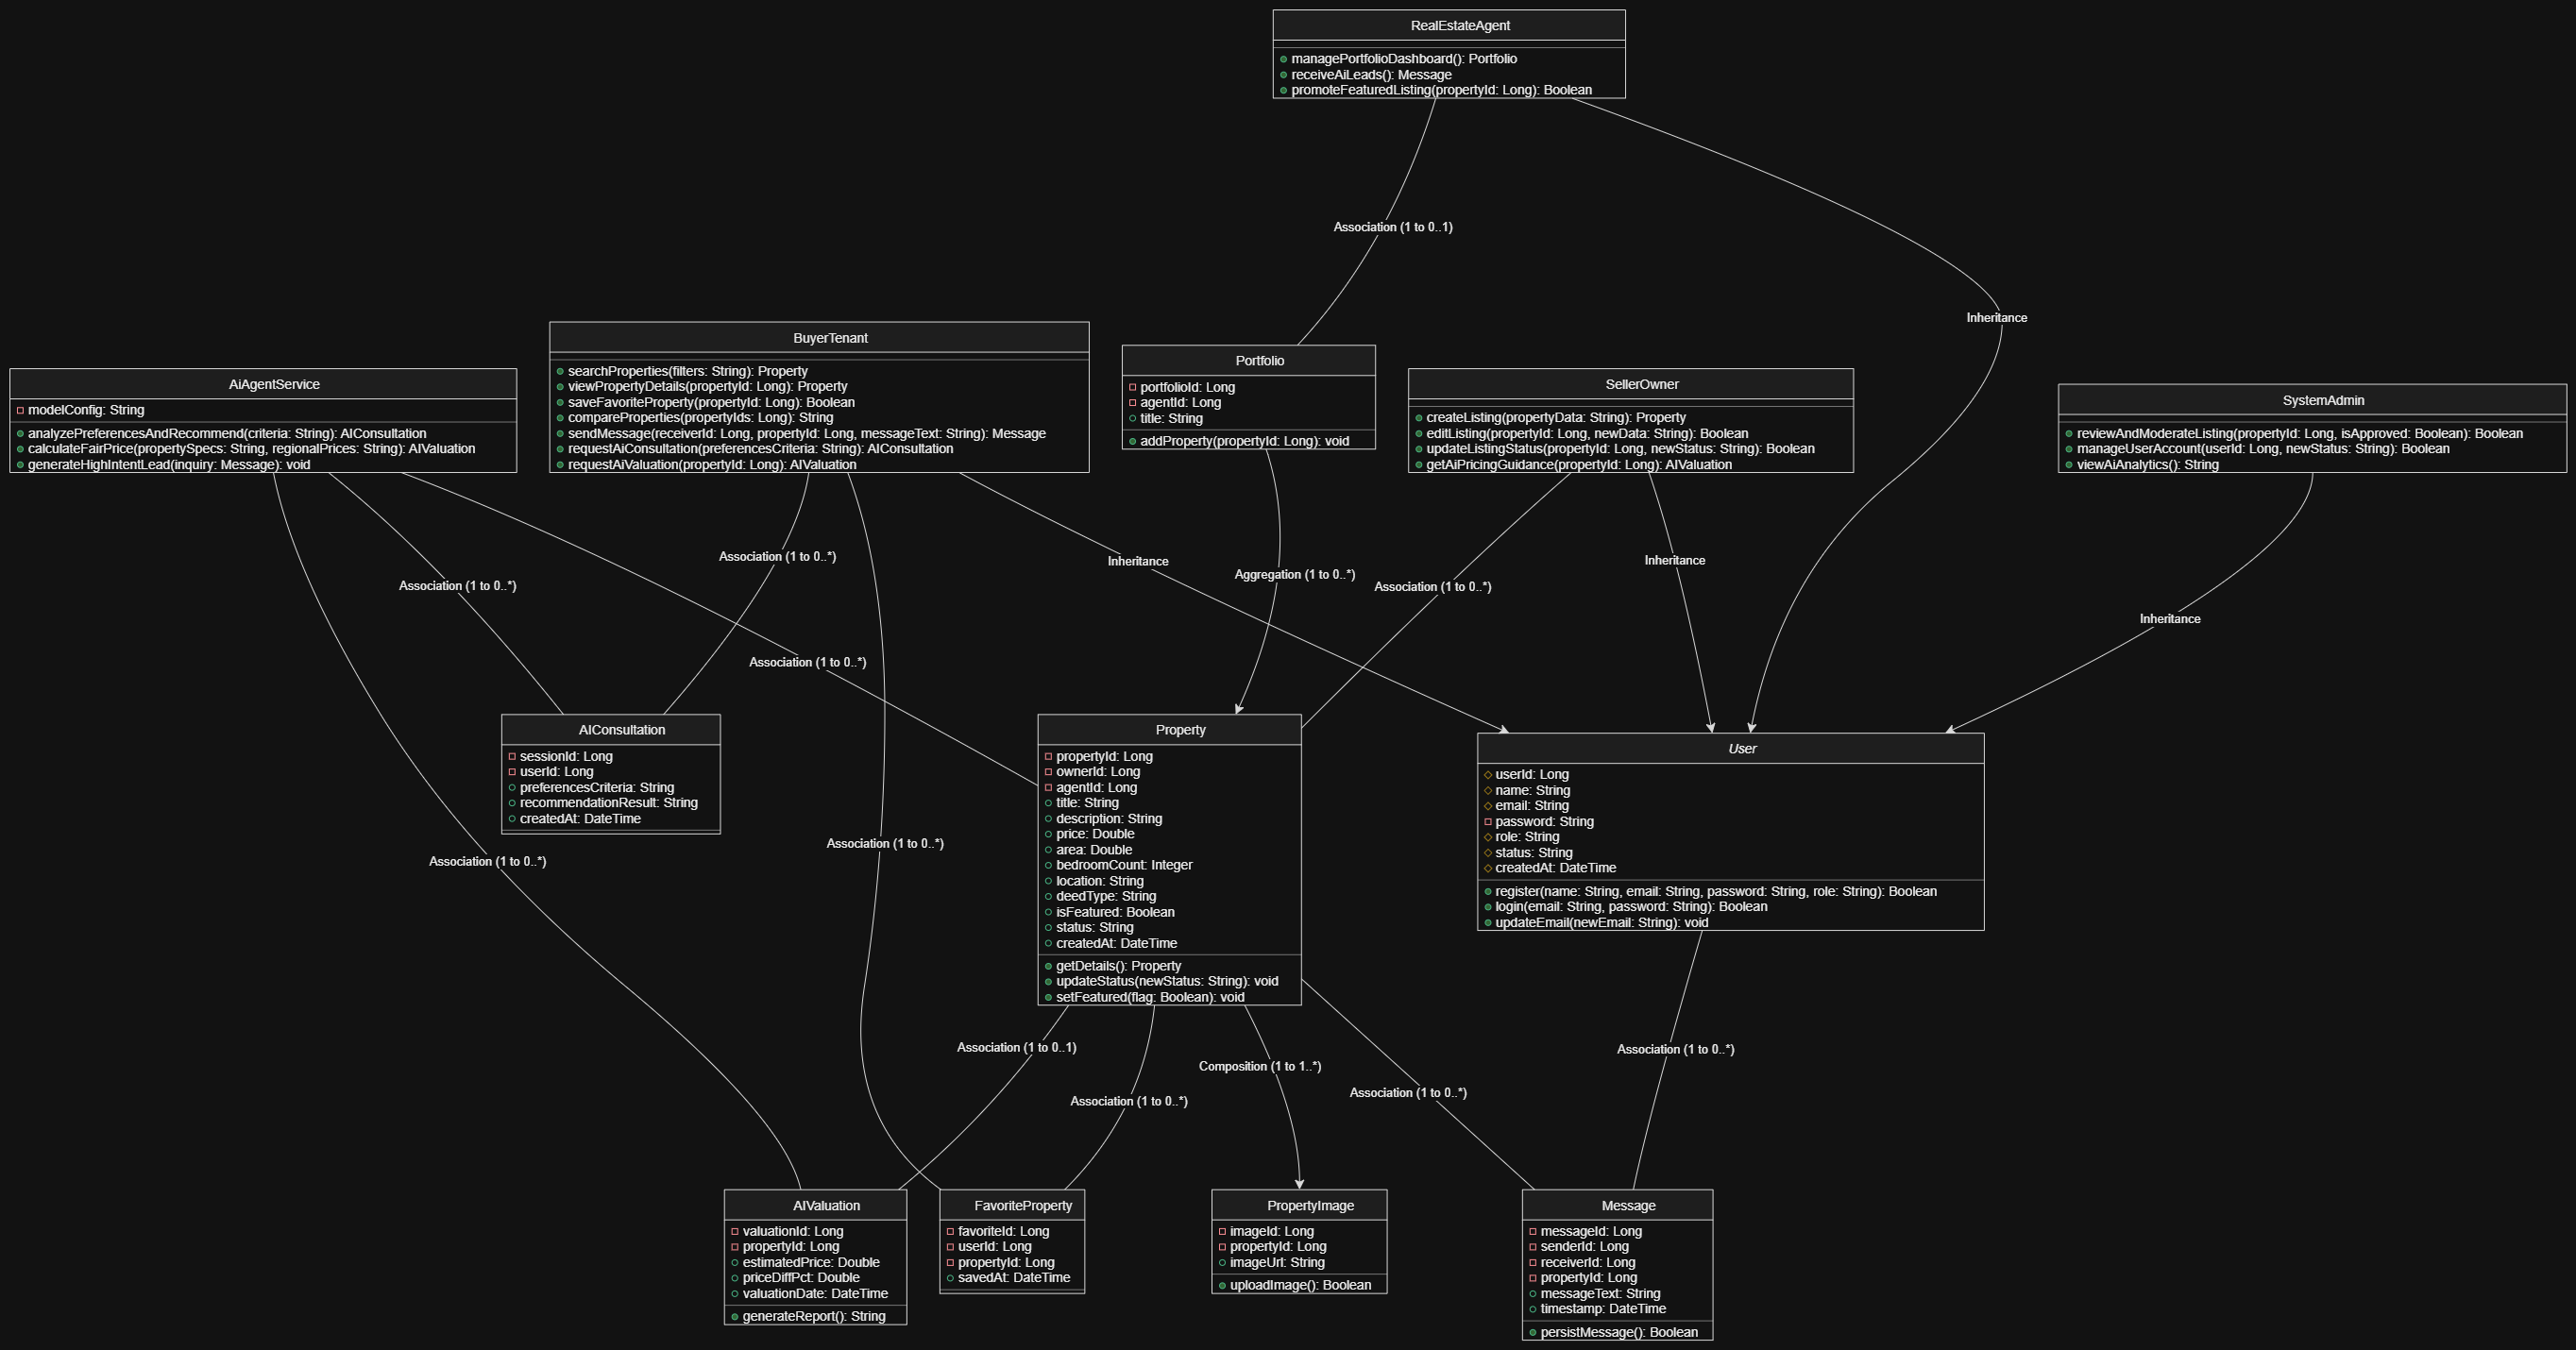 RealEstateAgent
managePortfolioDashboard(): Portfolio
receiveAiLeads(): Message
promoteFeaturedListing(propertyId: Long): Boolean
Association (1 to 0..1)
Inheritance
AiAgentService
modelConfig: String
analyzePreferencesAndRecommend(criteria: String): AIConsultation
calculateFairPrice(propertySpecs: String, regionalPrices: String): AIValuation
generateHighIntentLead(inquiry: Message): void
BuyerTenant
searchProperties(filters: String): Property
viewPropertyDetails(propertyId: Long): Property
saveFavoriteProperty(propertyId: Long): Boolean
compareProperties(propertyIds: Long): String
sendMessage(receiverId: Long, propertyId: Long, messageText: String): Message
requestAiConsultation(preferencesCriteria: String): AIConsultation
requestAiValuation(propertyId: Long): AIValuation
Portfolio
portfolioId: Long
agentId: Long
title: String
addProperty(propertyId: Long): void
SellerOwner
createListing(propertyData: String): Property
editListing(propertyId: Long, newData: String): Boolean
updateListingStatus(propertyId: Long, newStatus: String): Boolean
getAiPricingGuidance(propertyId: Long): AIValuation
SystemAdmin
reviewAndModerateListing(propertyId: Long, isApproved: Boolean): Boolean
manageUserAccount(userId: Long, newStatus: String): Boolean
viewAiAnalytics(): String
Association (1 to 0..*)
Association (1 to 0..*)
Association (1 to 0..*)
Inheritance
Aggregation (1 to 0..*)
Association (1 to 0..*)
Inheritance
Inheritance
AIConsultation
sessionId: Long
userId: Long
preferencesCriteria: String
recommendationResult: String
createdAt: DateTime
Property
propertyId: Long
ownerId: Long
agentId: Long
title: String
description: String
price: Double
area: Double
bedroomCount: Integer
location: String
deedType: String
isFeatured: Boolean
status: String
createdAt: DateTime
getDetails(): Property
updateStatus(newStatus: String): void
setFeatured(flag: Boolean): void
User
userId: Long
name: String
email: String
password: String
role: String
status: String
createdAt: DateTime
register(name: String, email: String, password: String, role: String): Boolean
login(email: String, password: String): Boolean
updateEmail(newEmail: String): void
Association (1 to 0..*)
Association (1 to 0..*)
Association (1 to 0..1)
Association (1 to 0..*)
Composition (1 to 1..*)
Association (1 to 0..*)
Association (1 to 0..*)
AIValuation
valuationId: Long
propertyId: Long
estimatedPrice: Double
priceDiffPct: Double
valuationDate: DateTime
generateReport(): String
FavoriteProperty
favoriteId: Long
userId: Long
propertyId: Long
savedAt: DateTime
PropertyImage
imageId: Long
propertyId: Long
imageUrl: String
uploadImage(): Boolean
Message
messageId: Long
senderId: Long
receiverId: Long
propertyId: Long
messageText: String
timestamp: DateTime
persistMessage(): Boolean